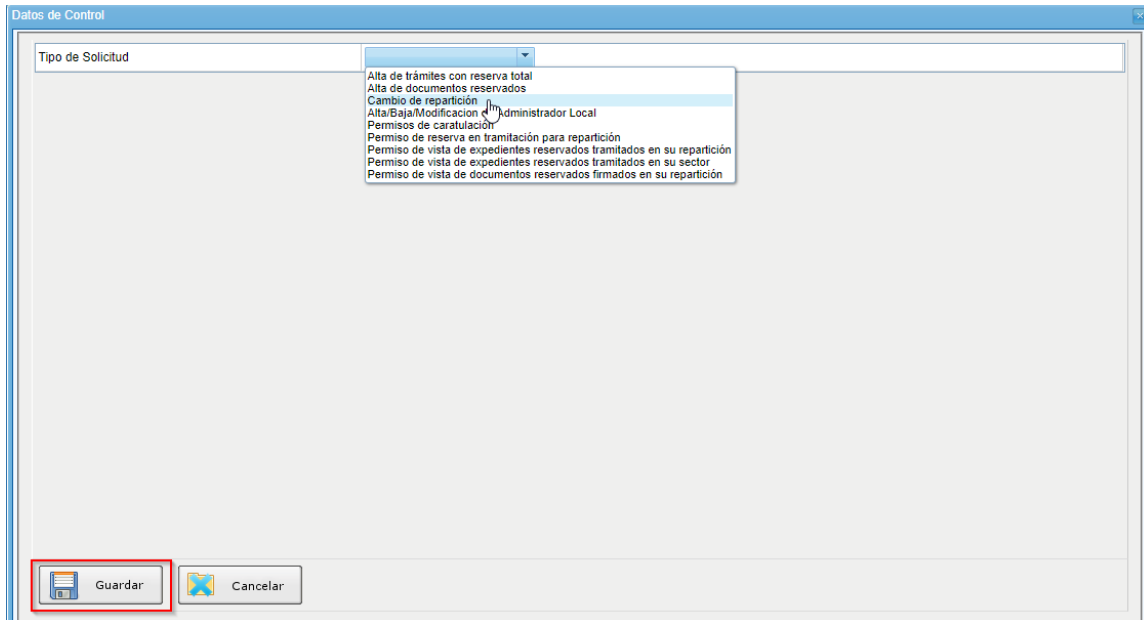 Datos de Control
Tipo de Solicitud
Alta de trámites con reserva total
Alta de documentos reservados
Cambio de repartición
Alta/Baja/Modificacion Administrador Local
Permisos de caratulación
Permiso de reserva en tramitación para repartición
Permiso de vista de expedientes reservados tramitados en su repartición
Permiso de vista de expedientes reservados tramitados en su sector
Permiso de vista de documentos reservados firmados en su repartición
Guardar
Cancelar